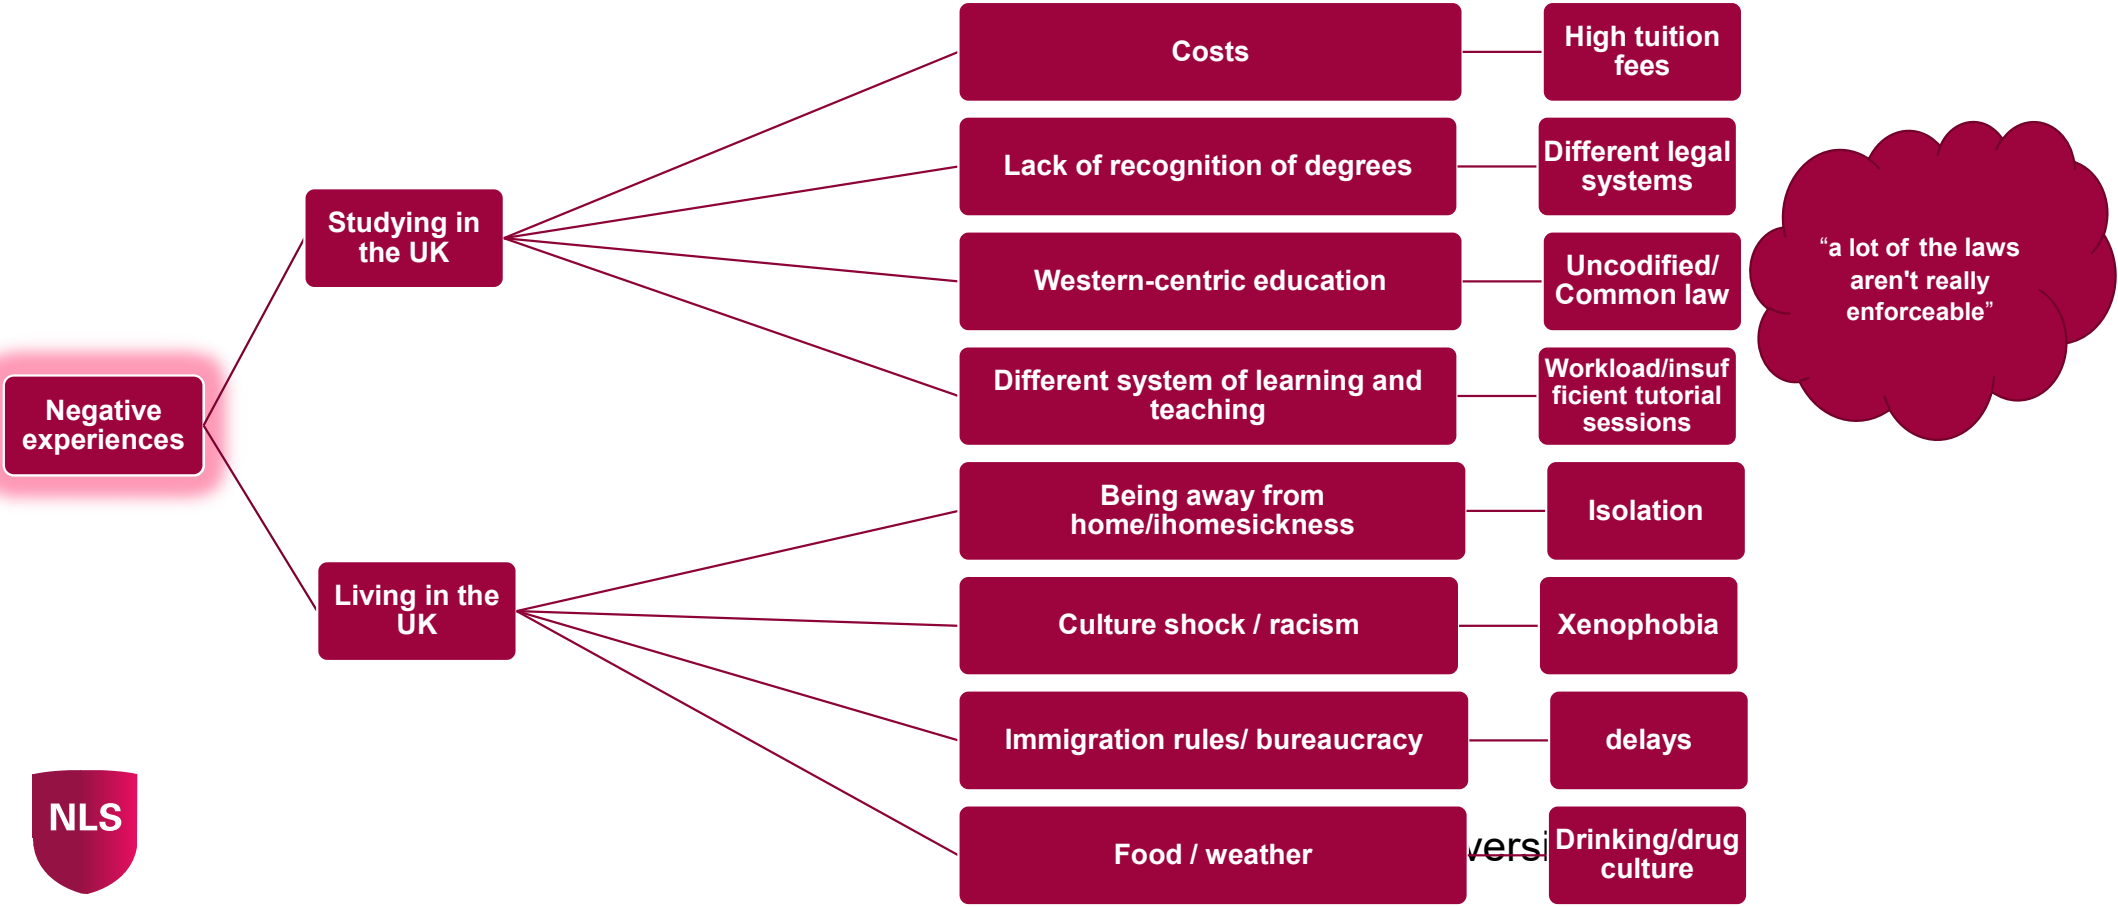 Costs
High tuition
fees
Lack of recognition of degrees
Different legal
systems
Studying in
the UK
Western-centric education
Uncodified/
Common law
“a lot of the laws
aren't really
enforceable”
Different system of learning and
teaching
Workload/insuf
ficient tutorial
sessions
Negative
experiences
Being away from
home/ihomesickness
Isolation
Living in the
UK
Culture shock / racism
Xenophobia
Immigration rules/ bureaucracy
delays
Food / weather
Drinking/drug
culture
NLS